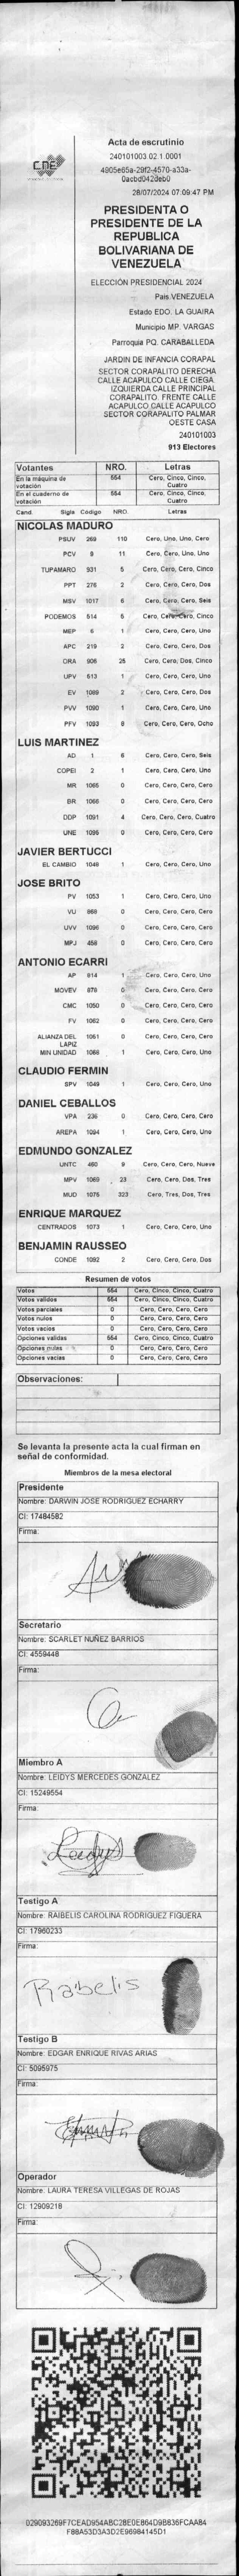 CNE
Acta de escrutinio
240101003.02.1.0001
4905e65a-29f2-4570-a33a-
0acbd042deb0
28/07/2024 07:09:47 PM
PRESIDENTA O
PRESIDENTE DE LA
REPUBLICA
BOLIVARIANA DE
VENEZUELA
ELECCIÓN PRESIDENCIAL 2024
País VENEZUELA
Estado EDO. LA GUAIRA
Municipio MP. VARGAS
Parroquia PQ. CARABALLEDA
JARDIN DE INFANCIA CORAPAL
SECTOR CORAPALITO DERECHA
CALLE ACAPULCO CALLE CIEGA.
IZQUIERDA CALLE PRINCIPAL
CORAPALITO. FRENTE CALLE
ACAPULCO CALLE ACAPULCO
SECTOR CORAPALITO PALMAR
OESTE CASA
240101003
913 Electores
Votantes NRO. Letras
En la máquina de votación 554 Cero, Cinco, Cinco, Cuatro
En el cuaderno de votación 554 Cero, Cinco, Cinco, Cuatro
Cand. Sigla Código NRO. Letras
NICOLAS MADURO
PSUV 269 110 Cero, Uno, Uno, Cero
PCV 9 11 Cero, Cero, Uno, Uno
TUPAMARO 931 5 Cero, Cero, Cero, Cinco
PPT 276 2 Cero, Cero, Cero, Dos
MSV 1017 6 Cero, Cero, Cero, Seis
PODEMOS 514 5 Cero, Cero, Cero, Cinco
MEP 6 1 Cero, Cero, Cero, Uno
APC 219 2 Cero, Cero, Cero, Dos
ORA 906 25 Cero, Cero, Dos, Cinco
UPV 613 1 Cero, Cero, Cero, Uno
EV 1089 2 Cero, Cero, Cero, Dos
PVV 1090 1 Cero, Cero, Cero, Uno
PFV 1093 8 Cero, Cero, Cero, Ocho
LUIS MARTINEZ
AD 1 6 Cero, Cero, Cero, Seis
COPEI 2 1 Cero, Cero, Cero, Uno
MR 1065 0 Cero, Cero, Cero, Cero
BR 1066 0 Cero, Cero, Cero, Cero
DDP 1091 4 Cero, Cero, Cero, Cuatro
UNE 1095 0 Cero, Cero, Cero, Cero
JAVIER BERTUCCI
EL CAMBIO 1048 1 Cero, Cero, Cero, Uno
JOSE BRITO
PV 1053 1 Cero, Cero, Cero, Uno
VU 868 0 Cero, Cero, Cero, Cero
UVV 1096 0 Cero, Cero, Cero, Cero
MPJ 458 0 Cero, Cero, Cero, Cero
ANTONIO ECARRI
AP 814 1 Cero, Cero, Cero, Uno
MOVEV 878 0 Cero, Cero, Cero, Cero
CMC 1050 0 Cero, Cero, Cero, Cero
FV 1062 0 Cero, Cero, Cero, Cero
ALIANZA DEL LAPIZ 1061 0 Cero, Cero, Cero, Cero
MIN UNIDAD 1088 1 Cero, Cero, Cero, Uno
CLAUDIO FERMIN
SPV 1049 1 Cero, Cero, Cero, Uno
DANIEL CEBALLOS
VPA 236 0 Cero, Cero, Cero, Cero
AREPA 1094 1 Cero, Cero, Cero, Uno
EDMUNDO GONZALEZ
UNTC 460 9 Cero, Cero, Cero, Nueve
MPV 1069 23 Cero, Cero, Dos, Tres
MUD 1075 323 Cero, Tres, Dos, Tres
ENRIQUE MARQUEZ
CENTRADOS 1073 1 Cero, Cero, Cero, Uno
BENJAMIN RAUSSEO
CONDE 1092 2 Cero, Cero, Cero, Dos
Resumen de votos
Votos 554 Cero, Cinco, Cinco, Cuatro
Votos validos 554 Cero, Cinco, Cinco, Cuatro
Votos parciales 0 Cero, Cero, Cero, Cero
Votos nulos 0 Cero, Cero, Cero, Cero
Votos vacios 0 Cero, Cero, Cero, Cero
Opciones validas 554 Cero, Cinco, Cinco, Cuatro
Opciones nulas 0 Cero, Cero, Cero, Cero
Opciones vacias 0 Cero, Cero, Cero, Cero
Observaciones:
Se levanta la presente acta la cual firman en
señal de conformidad.
Miembros de la mesa electoral
Presidente
Nombre: DARWIN JOSE RODRIGUEZ ECHARRY
CI: 17484582
Firma:
Secretario
Nombre: SCARLET NUÑEZ BARRIOS
CI: 4559448
Firma:
Miembro A
Nombre: LEIDYS MERCEDES GONZALEZ
CI: 15249554
Firma:
Leidys
Testigo A
Nombre: RAIBELIS CAROLINA RODRIGUEZ FIGUERA
CI: 17960233
Firma:
Raibelis
Testigo B
Nombre: EDGAR ENRIQUE RIVAS ARIAS
CI: 5095975
Firma:
Operador
Nombre: LAURA TERESA VILLEGAS DE ROJAS
CI: 12909218
Firma:
029093269F7CEAD954ABC28E0EB64D9B836FCAA84
F88A53D3A3D2E96984145D1